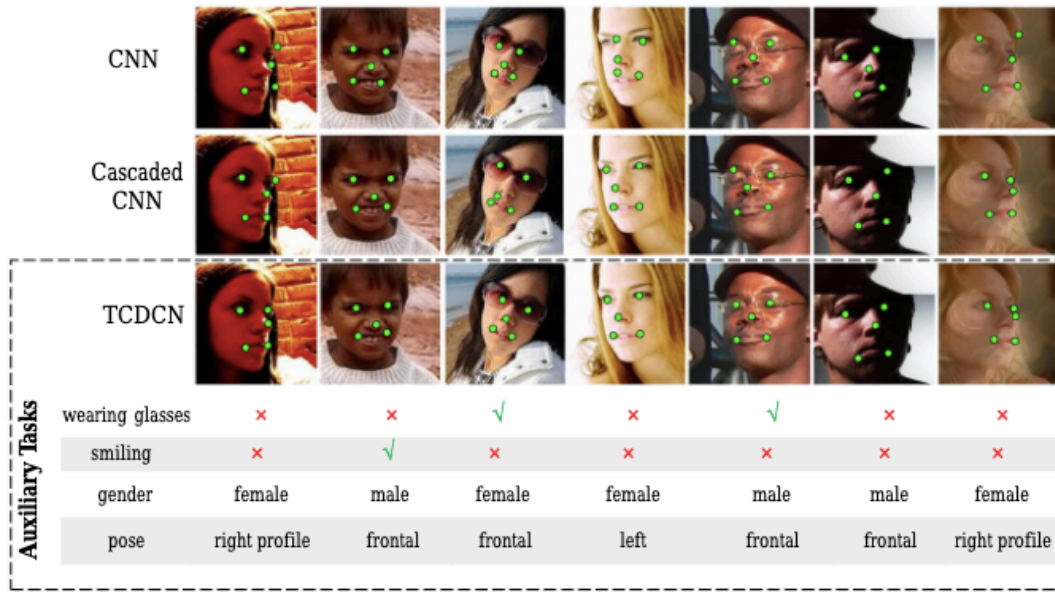 CNN
Cascaded
CNN
TCDCN
Auxiliary Tasks
wearing glasses × × √ × √ × ×
smiling × √ × × × × ×
gender female male female female male male female
pose right profile frontal frontal left frontal frontal right profile